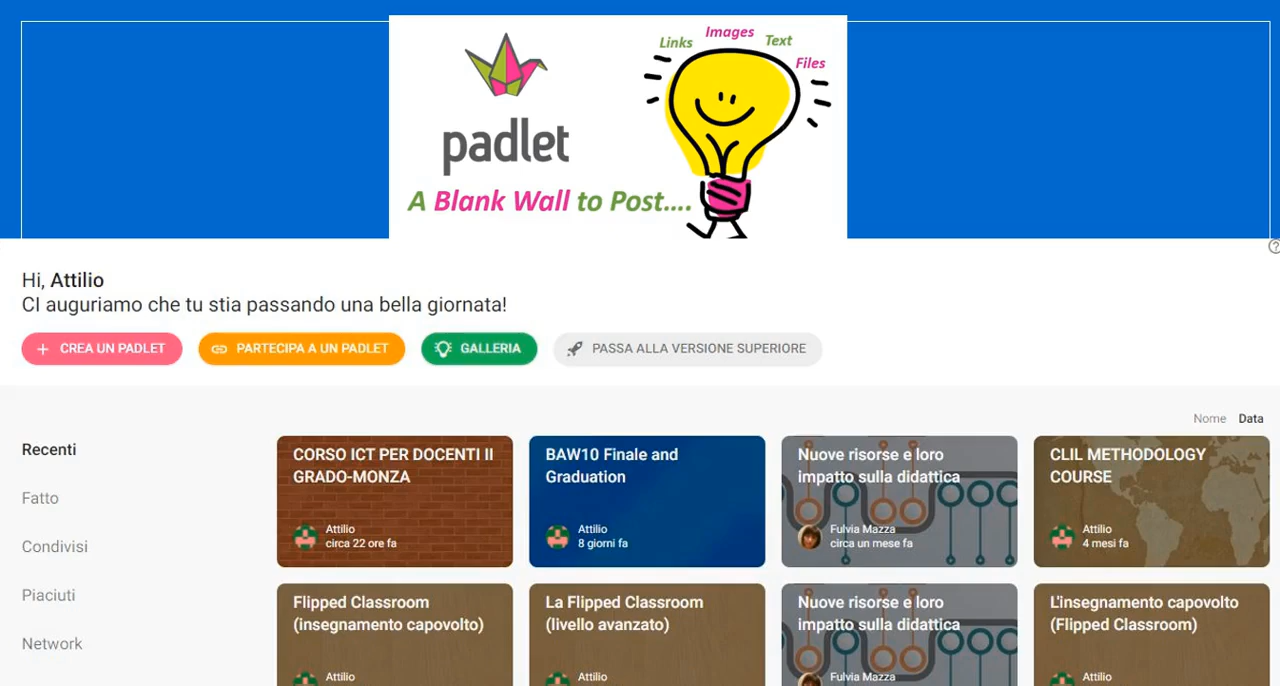 Links Images Text Files
padlet
A Blank Wall to Post....
Hi, Attilio
CI auguriamo che tu stia passando una bella giornata!
CREA UN PADLET
PARTECIPA A UN PADLET
GALLERIA
PASSA ALLA VERSIONE SUPERIORE
Nome Data
Recenti
Fatto
Condivisi
Piaciuti
Network
CORSO ICT PER DOCENTI II
GRADO-MONZA
Attilio
circa 22 ore fa
BAW10 Finale and
Graduation
Attilio
8 giorni fa
Nuove risorse e loro
impatto sulla didattica
Fulvia Mazza
circa un mese fa
CLIL METHODOLOGY
COURSE
Attilio
4 mesi fa
Flipped Classroom
(insegnamento capovolto)
Attilio
La Flipped Classroom
(livello avanzato)
Attilio
Nuove risorse e loro
impatto sulla didattica
Fulvia Mazza
L'insegnamento capovolto
(Flipped Classroom)
Attilio